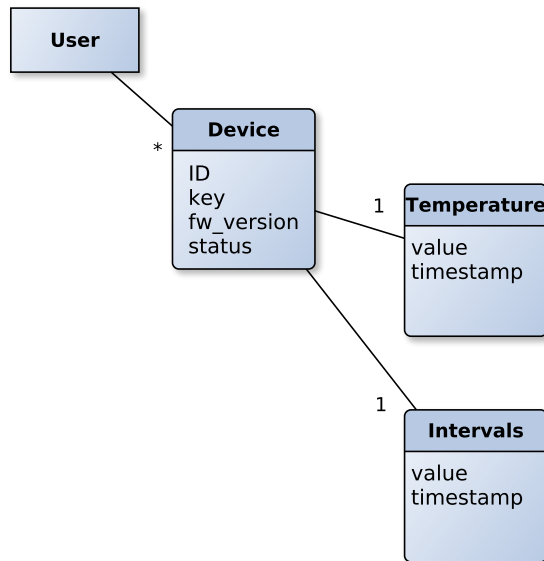 User
*
Device
ID
key
fw_version
status
1
Temperature
value
timestamp
1
Intervals
value
timestamp